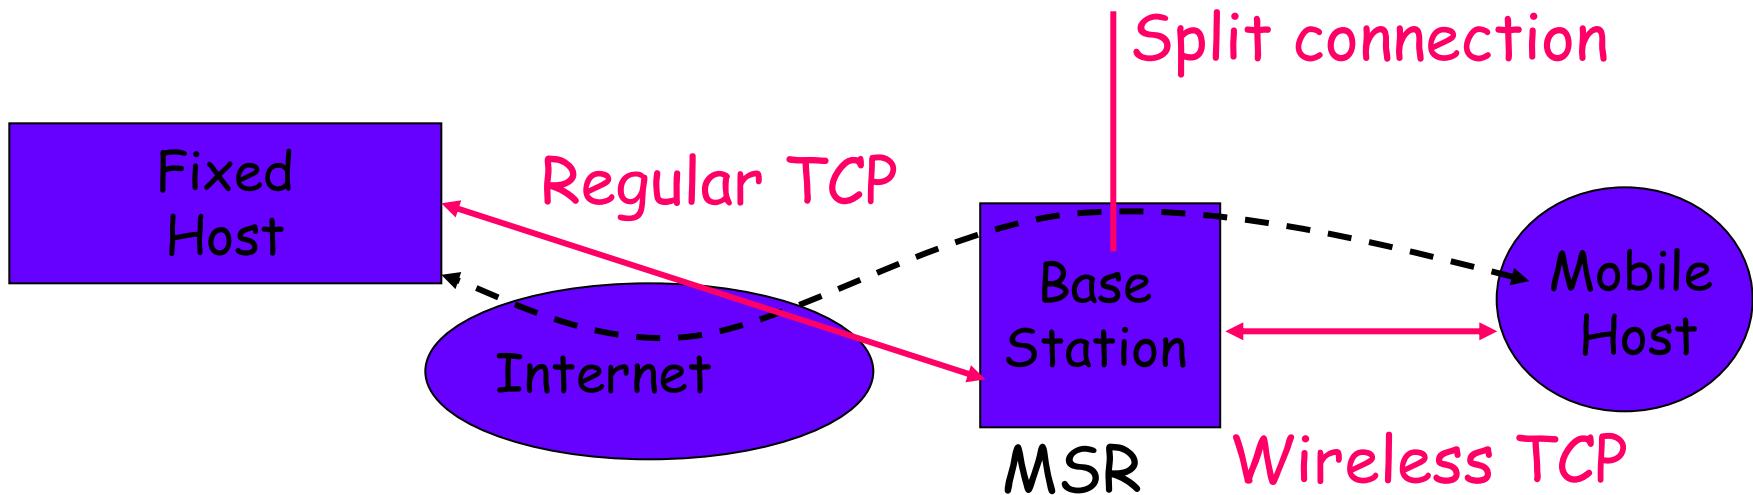 Split connection
Fixed
Host
Regular TCP
Base
Station
Mobile
Host
Internet
MSR
Wireless TCP